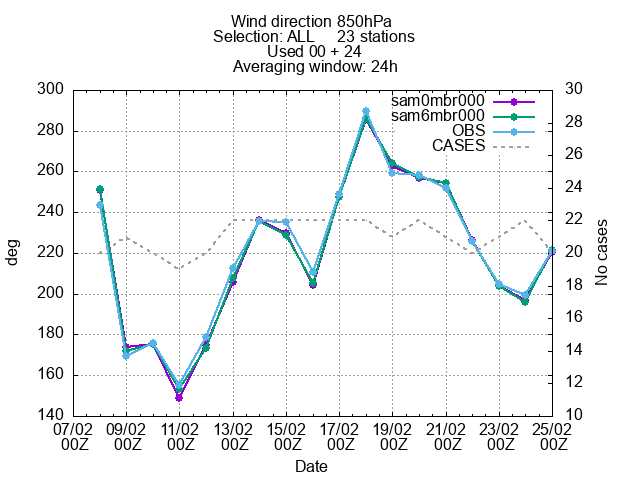 Wind direction 850hPa
Selection: ALL 23 stations
Used 00 + 24
Averaging window: 24h
sam0mbr000
sam6mbr000
OBS
CASES
300
280
260
240
220
200
180
160
140
deg
30
28
26
24
22
20
18
16
14
12
10
No cases
07/02 09/02 11/02 13/02 15/02 17/02 19/02 21/02 23/02 25/02
00Z 00Z 00Z 00Z 00Z 00Z 00Z 00Z 00Z 00Z
Date